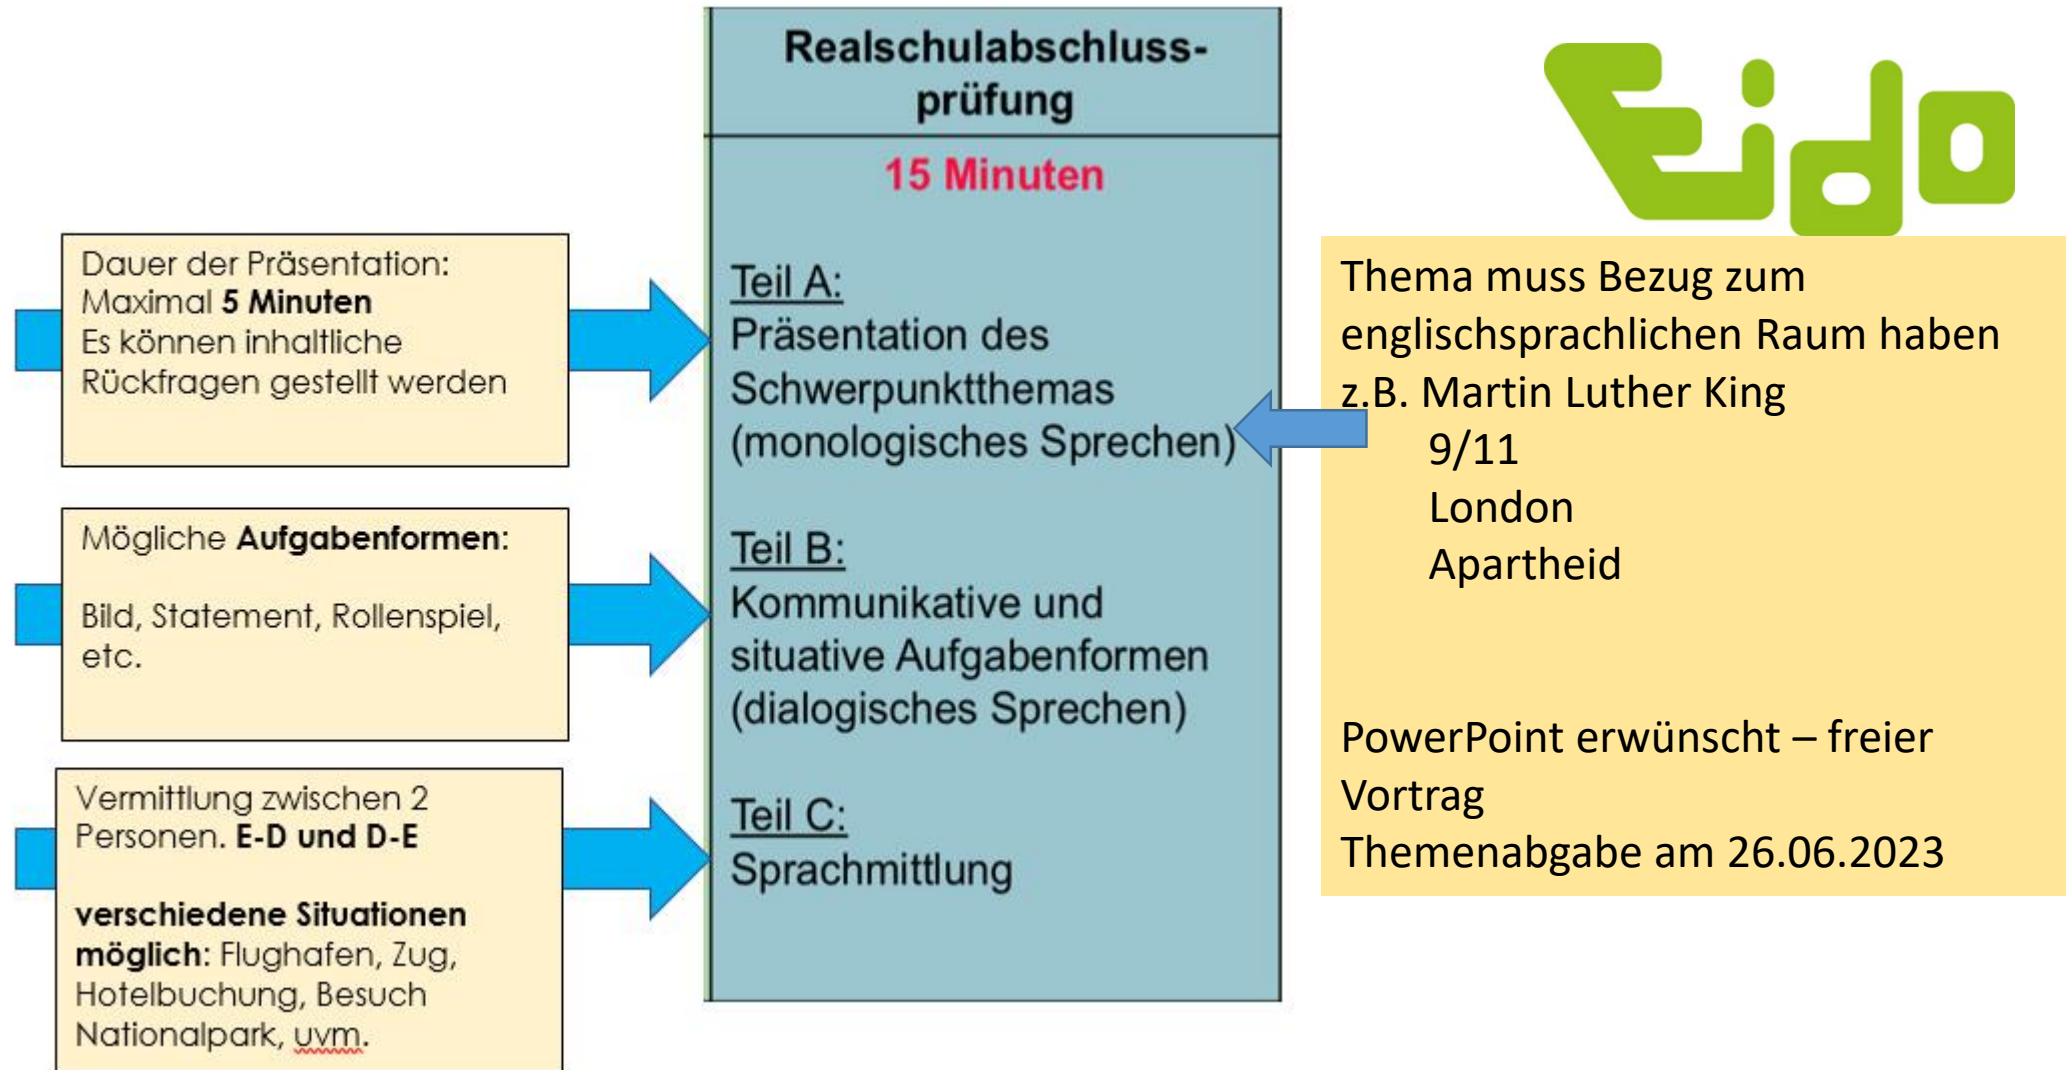 Realschulabschluss-
prüfung
15 Minuten
Teil A:
Präsentation des
Schwerpunktthemas
(monologisches Sprechen)
Teil B:
Kommunikative und
situative Aufgabenformen
(dialogisches Sprechen)
Teil C:
Sprachmittlung
Dauer der Präsentation:
Maximal 5 Minuten
Es können inhaltliche
Rückfragen gestellt werden
Mögliche Aufgabenformen:
Bild, Statement, Rollenspiel,
etc.
Vermittlung zwischen 2
Personen. E-D und D-E
verschiedene Situationen
möglich: Flughafen, Zug,
Hotelbuchung, Besuch
Nationalpark, uvm.
Eido
Thema muss Bezug zum
englischsprachlichen Raum haben
z.B. Martin Luther King
9/11
London
Apartheid
PowerPoint erwünscht – freier
Vortrag
Themenabgabe am 26.06.2023